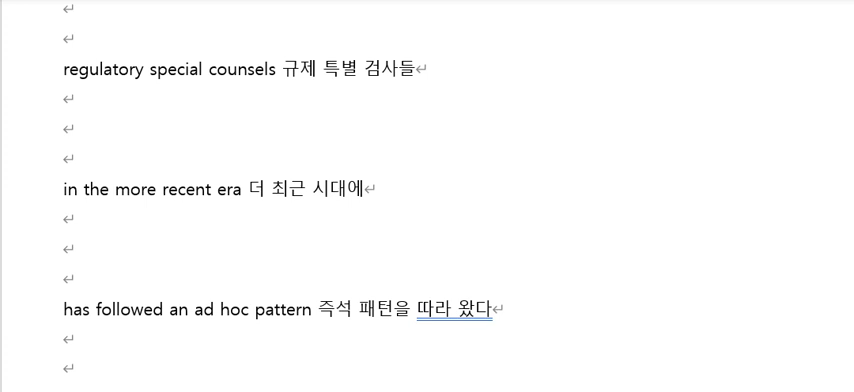 regulatory special counsels 규제 특별 검사들
in the more recent era 더 최근 시대에
has followed an ad hoc pattern 즉석 패턴을 따라 왔다